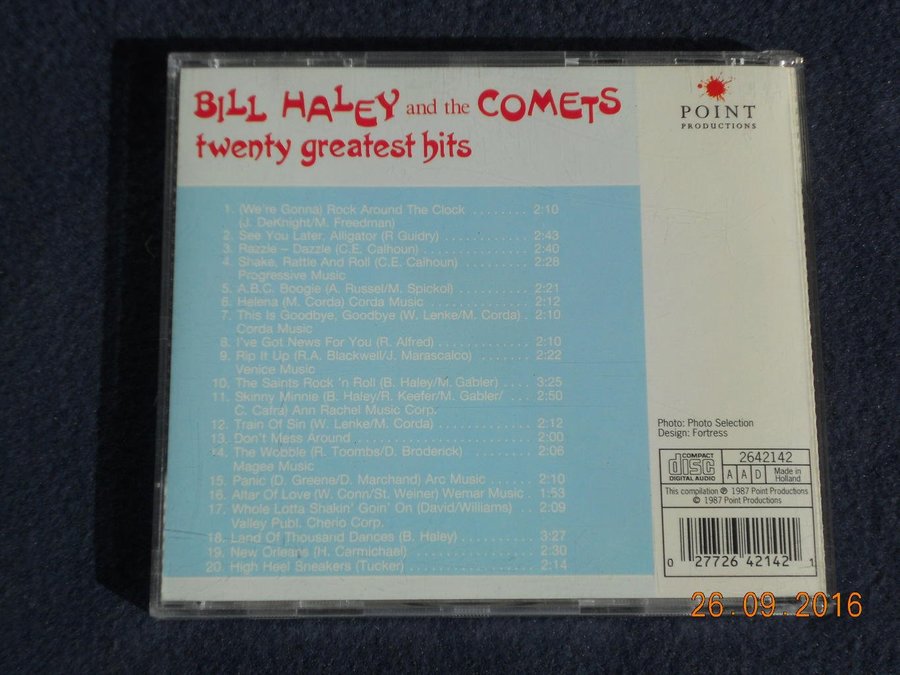 BILL HALEY and the COMETS
twenty greatest hits
POINT
PRODUCTIONS
1. (We're Gonna) Rock Around The Clock ........ 2:10
(J. DeKnight/M. Freedman)
2. See You Later, Alligator (R Guidry) ............ 2:43
3. Razzle – Dazzle (C.E. Calhoun) ............... 2:40
4. Shake, Rattle And Roll (C.E. Calhoun) .......... 2:28
Progressive Music
5. A.B.C. Boogie (A. Russel/M. Spickol) ........... 2:21
6. Helena (M. Corda) Corda Music .............. 2:12
7. This Is Goodbye, Goodbye (W. Lenke/M. Corda) . 2:10
Corda Music
8. I've Got News For You (R. Alfred) ............. 2:10
9. Rip It Up (R.A. Blackwell/J. Marascalco) ....... 2:22
Venice Music
10. The Saints Rock 'n Roll (B. Haley/M. Gabler) .... 3:25
11. Skinny Minnie (B. Haley/R. Keefer/M. Gabler/ ... 2:50
C. Cafra) Ann Rachel Music Corp.
12. Train Of Sin (W. Lenke/M. Corda) ............. 2:12
13. Don't Mess Around ........................ 2:00
14. The Wobble (R. Toombs/D. Broderick) ......... 2:06
Magee Music
15. Panic (D. Greene/D. Marchand) Arc Music ...... 2:10
16. Altar Of Love (W. Conn/St. Weiner) Wemar Music . 1:53
17. Whole Lotta Shakin' Goin' On (David/Williams) .. 2:09
Valley Publ. Cherio Corp.
18. Land Of Thousand Dances (B. Haley) .......... 3:27
19. New Orleans (H. Carmichael) ................ 2:30
20. High Heel Sneakers (Tucker) ................. 2:14
Photo: Photo Selection
Design: Fortress
COMPACT
disc
DIGITAL AUDIO
2642142
A A D
Made in
Holland
This compilation ℗ 1987 Point Productions
© 1987 Point Productions
0 27726 42142 1
26.09.2016